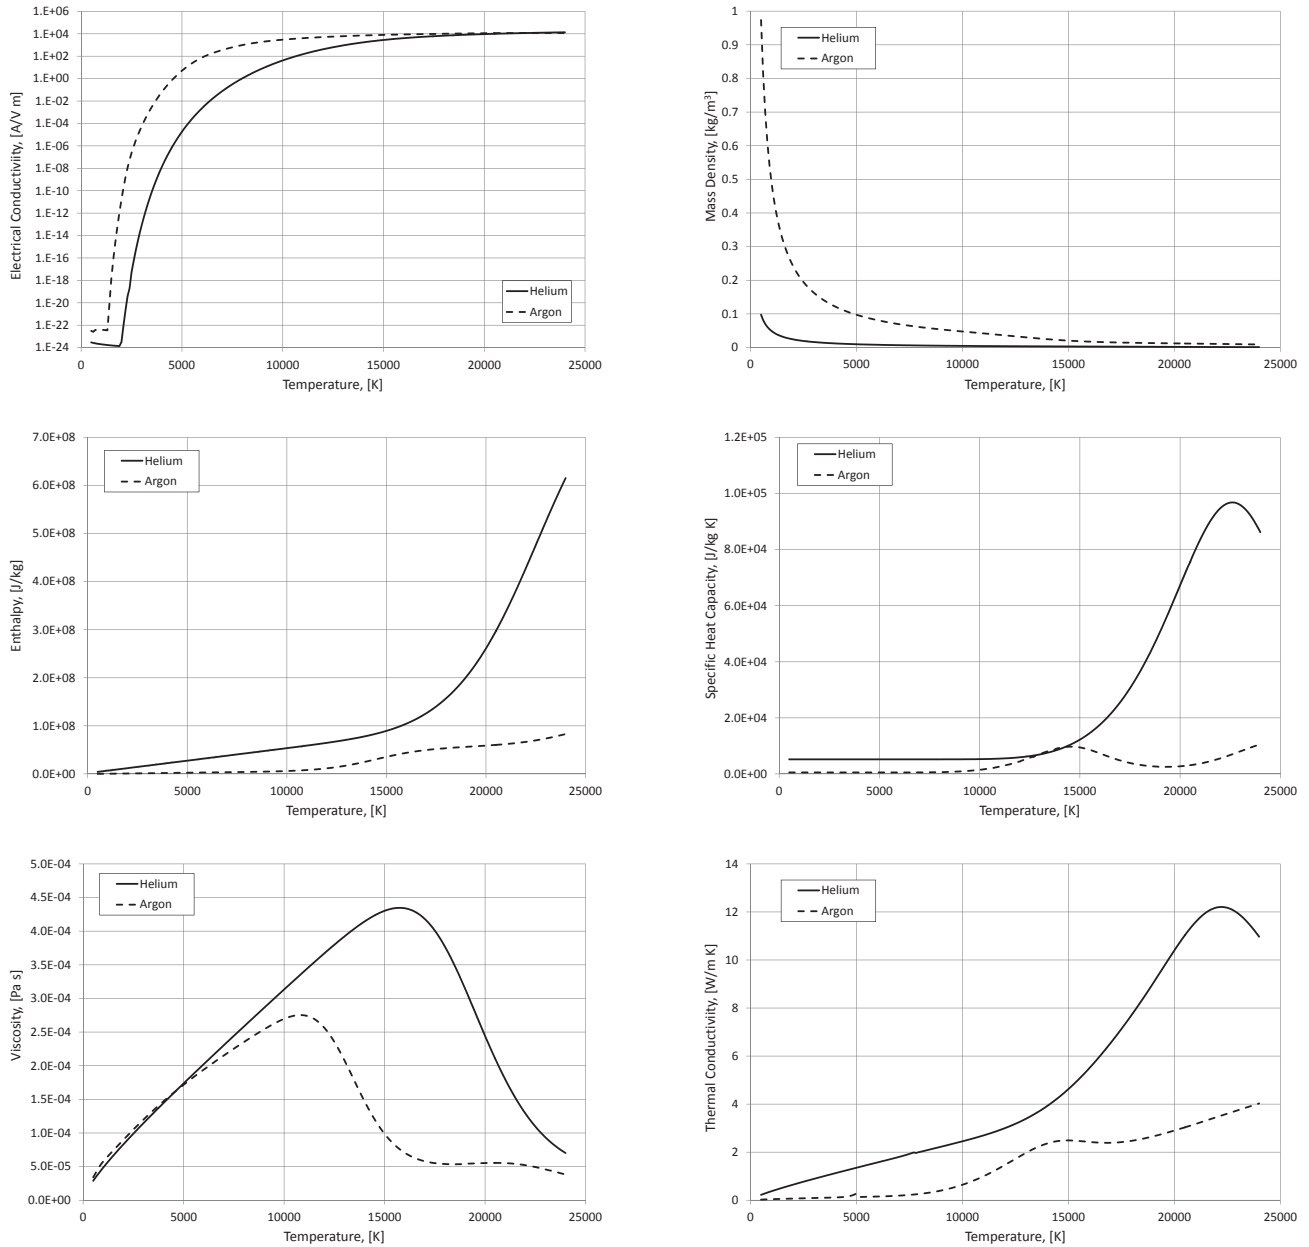 Electrical Conductiviity, [A/V m]
1.E+06
1.E+04
1.E+02
1.E+00
1.E-02
1.E-04
1.E-06
1.E-08
1.E-10
1.E-12
1.E-14
1.E-16
1.E-18
1.E-20
1.E-22
1.E-24
Helium
Argon
0 5000 10000 15000 20000 25000
Temperature, [K]
Mass Density, [kg/m³]
1
0.9
0.8
0.7
0.6
0.5
0.4
0.3
0.2
0.1
0
Helium
Argon
0 5000 10000 15000 20000 25000
Temperature, [K]
Enthalpy, [J/kg]
7.0E+08
6.0E+08
5.0E+08
4.0E+08
3.0E+08
2.0E+08
1.0E+08
0.0E+00
Helium
Argon
0 5000 10000 15000 20000 25000
Temperature, [K]
Specific Heat Capacity, [J/kg K]
1.2E+05
1.0E+05
8.0E+04
6.0E+04
4.0E+04
2.0E+04
0.0E+00
Helium
Argon
0 5000 10000 15000 20000 25000
Temperature, [K]
Viscosity, [Pa s]
5.0E-04
4.5E-04
4.0E-04
3.5E-04
3.0E-04
2.5E-04
2.0E-04
1.5E-04
1.0E-04
5.0E-05
0.0E+00
Helium
Argon
0 5000 10000 15000 20000 25000
Temperature, [K]
Thermal Conductiviity, [W/m K]
14
12
10
8
6
4
2
0
Helium
Argon
0 5000 10000 15000 20000 25000
Temperature, [K]